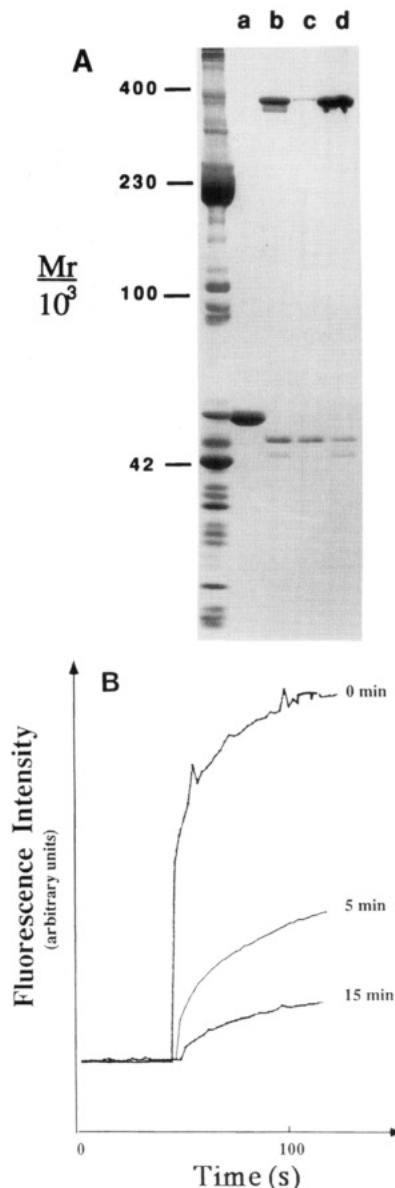 a b c d
A
400
230
Mr
10³
100
42
B
0 min
5 min
15 min
Fluorescence Intensity
(arbitrary units)
0 100
Time (s)